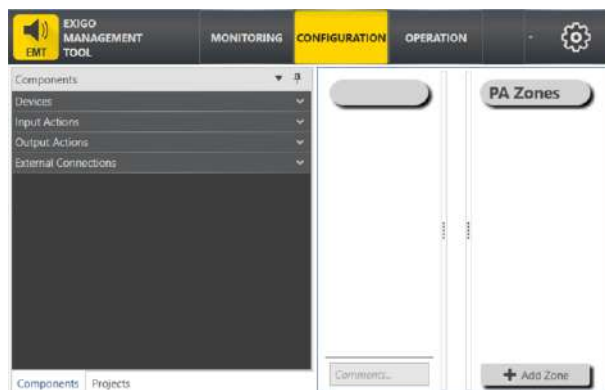 EXIGO
MANAGEMENT
TOOL
EMT
MONITORING
CONFIGURATION
OPERATION
Components
Devices
Input Actions
Output Actions
External Connections
PA Zones
Comments...
+ Add Zone
Components Projects